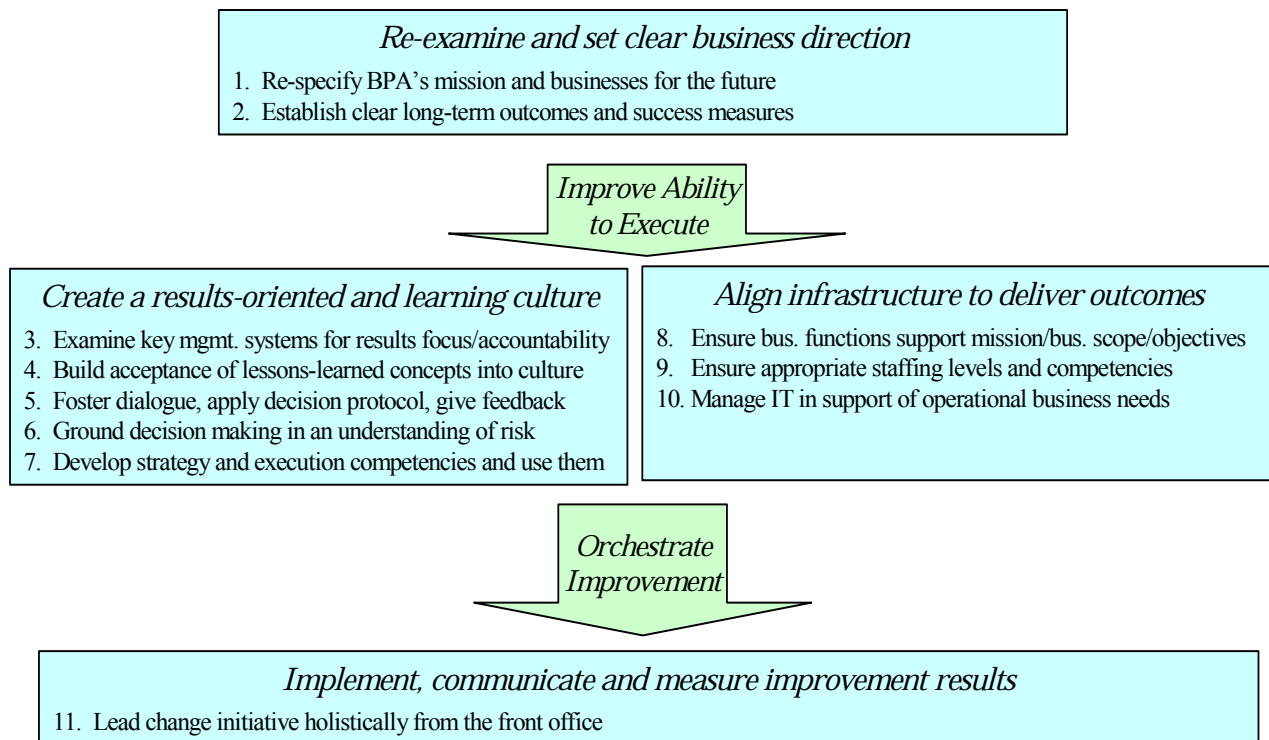 Re-examine and set clear business direction
1. Re-specify BPA's mission and businesses for the future
2. Establish clear long-term outcomes and success measures
Improve Ability
to Execute
Create a results-oriented and learning culture
3. Examine key mgmt. systems for results focus/accountability
4. Build acceptance of lessons-learned concepts into culture
5. Foster dialogue, apply decision protocol, give feedback
6. Ground decision making in an understanding of risk
7. Develop strategy and execution competencies and use them
Align infrastructure to deliver outcomes
8. Ensure bus. functions support mission/bus. scope/objectives
9. Ensure appropriate staffing levels and competencies
10. Manage IT in support of operational business needs
Orchestrate
Improvement
Implement, communicate and measure improvement results
11. Lead change initiative holistically from the front office